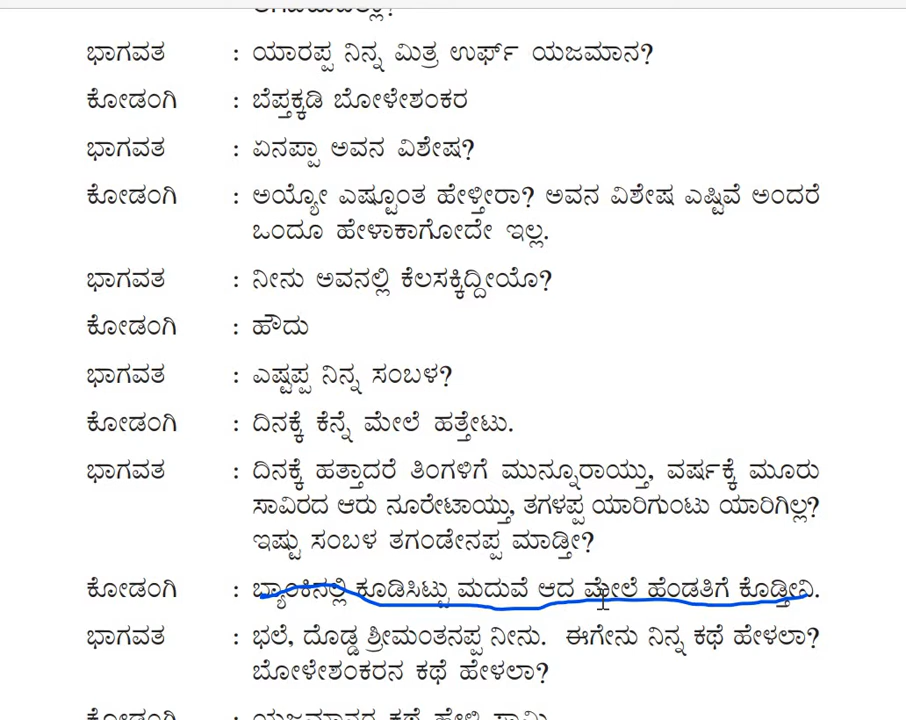 ಭಾಗವತ : ಯಾರಪ್ಪ ನಿನ್ನ ಮಿತ್ರ ಉರ್ಫ್ ಯಜಮಾನ?
ಕೋಡಂಗಿ : ಬೆಪ್ತಕ್ಕಡಿ ಬೋಳೇಶಂಕರ
ಭಾಗವತ : ಏನಪ್ಪಾ ಅವನ ವಿಶೇಷ?
ಕೋಡಂಗಿ : ಅಯ್ಯೋ ಎಷ್ಟೂಂತ ಹೇಳ್ತೀರಾ? ಅವನ ವಿಶೇಷ ಎಷ್ಟಿವೆ ಅಂದರೆ
ಒಂದೂ ಹೇಳಾಕಾಗೋದೇ ಇಲ್ಲ.
ಭಾಗವತ : ನೀನು ಅವನಲ್ಲಿ ಕೆಲಸಕ್ಕಿದ್ದೀಯೊ?
ಕೋಡಂಗಿ : ಹೌದು
ಭಾಗವತ : ಎಷ್ಟಪ್ಪ ನಿನ್ನ ಸಂಬಳ?
ಕೋಡಂಗಿ : ದಿನಕ್ಕೆ ಕೆನ್ನೆ ಮೇಲೆ ಹತ್ತೇಟು.
ಭಾಗವತ : ದಿನಕ್ಕೆ ಹತ್ತಾದರೆ ತಿಂಗಳಿಗೆ ಮುನ್ನೂರಾಯ್ತು, ವರ್ಷಕ್ಕೆ ಮೂರು
ಸಾವಿರದ ಆರು ನೂರೇಟಾಯ್ತು, ತಗಳಪ್ಪ ಯಾರಿಗುಂಟು ಯಾರಿಗಿಲ್ಲ?
ಇಷ್ಟು ಸಂಬಳ ತಗಂಡೇನಪ್ಪ ಮಾಡ್ತೀ?
ಕೋಡಂಗಿ : ಬ್ಯಾಂಕಿನಲ್ಲಿ ಕೂಡಿಸಿಟ್ಟು ಮದುವೆ ಆದ ಮೇಲೆ ಹೆಂಡತಿಗೆ ಕೊಡ್ತೀನಿ.
ಭಾಗವತ : ಭಲೆ, ದೊಡ್ಡ ಶ್ರೀಮಂತನಪ್ಪ ನೀನು. ಈಗೇನು ನಿನ್ನ ಕಥೆ ಹೇಳಲಾ?
ಬೋಳೇಶಂಕರನ ಕಥೆ ಹೇಳಲಾ?